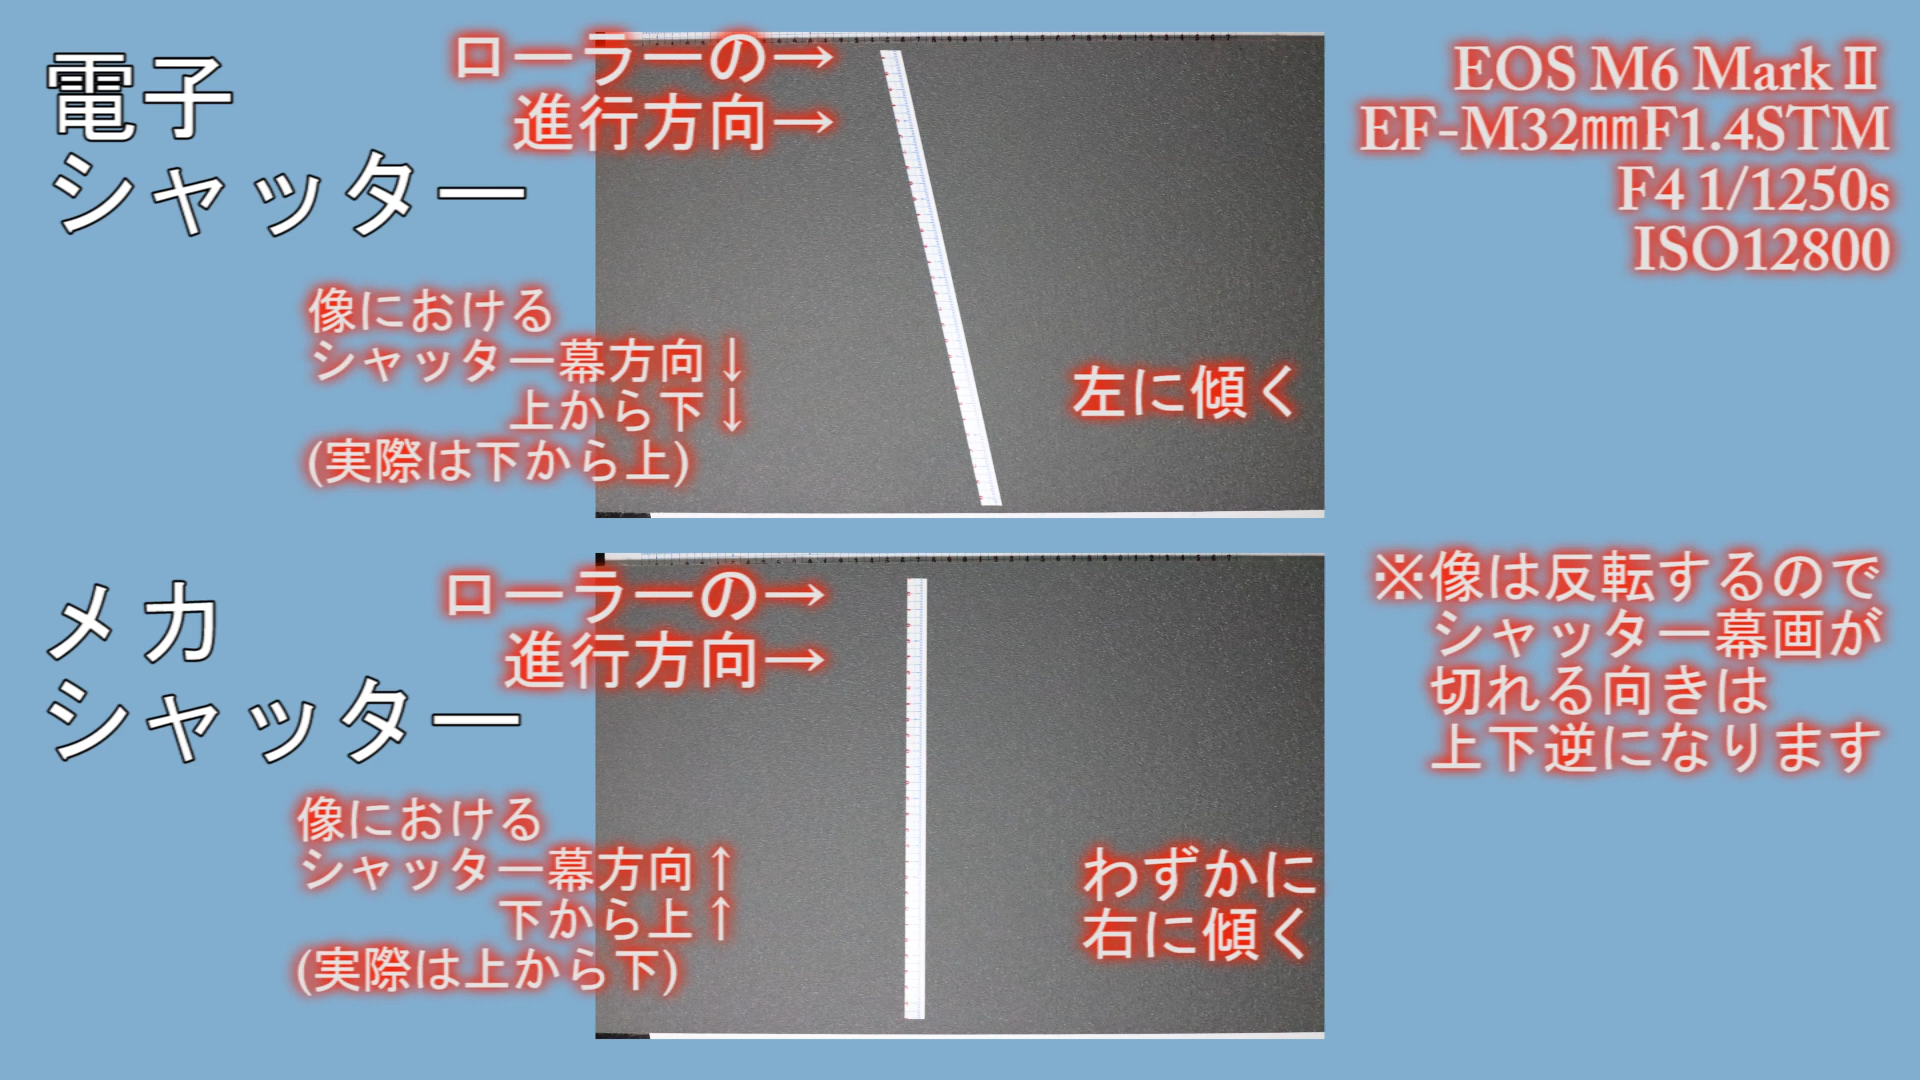 電子
シャッター
ローラーの→
進行方向→
像における
シャッター幕方向↓
上から下↓
(実際は下から上)
左に傾く
EOS M6 Mark Ⅱ
EF-M32㎜F1.4STM
F4 1/1250s
ISO12800
メカ
シャッター
ローラーの→
進行方向→
像における
シャッター幕方向↑
下から上↑
(実際は上から下)
わずかに
右に傾く
※像は反転するので
シャッター幕画が
切れる向きは
上下逆になります